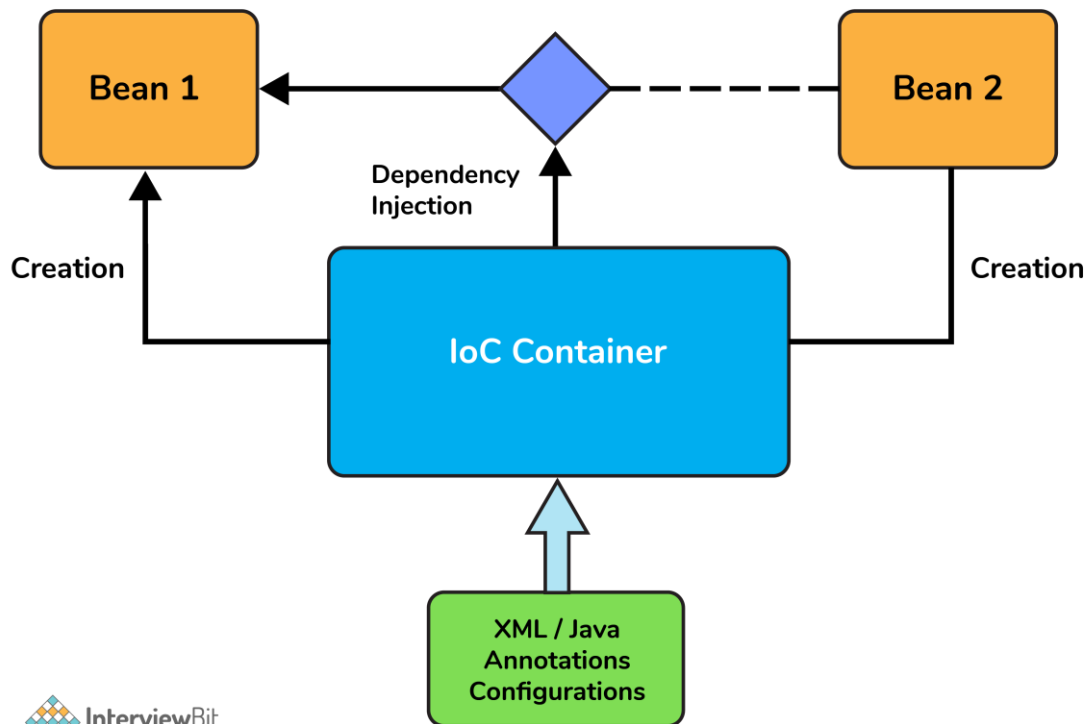 Bean 1
Bean 2
Dependency
Injection
Creation
Creation
IoC Container
XML / Java
Annotations
Configurations
InterviewBit